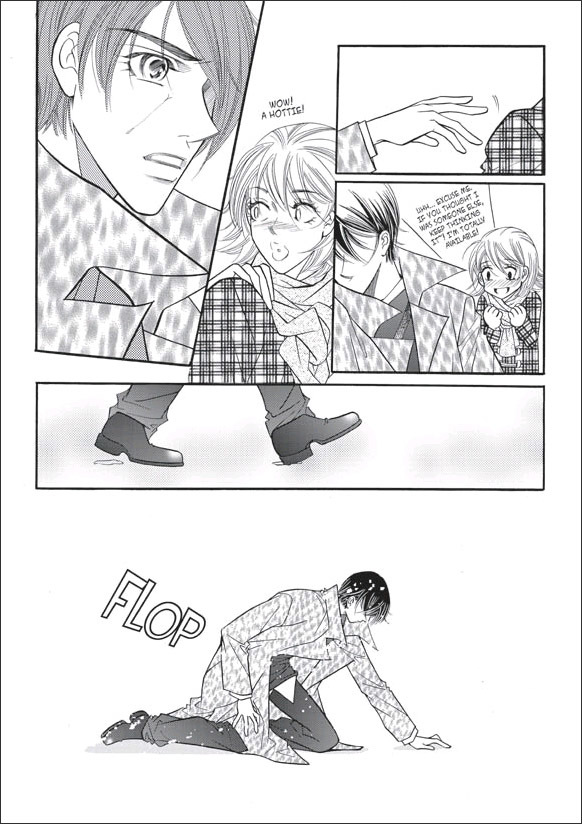 WOW!
A HOTTIE!
UHH... EXCUSE ME.
IF YOU THOUGHT I
WAS SOMEONE ELSE,
KEEP THINKING
IT! I'M TOTALLY
AVAILABLE!
FLOP